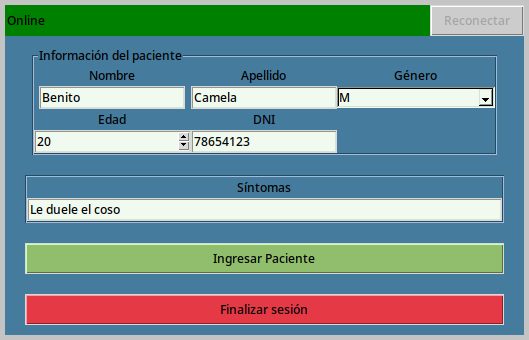 Online Reconectar
Información del paciente
Nombre Apellido Género
Benito Camela M
Edad DNI
20 78654123
Síntomas
Le duele el coso
Ingresar Paciente
Finalizar sesión